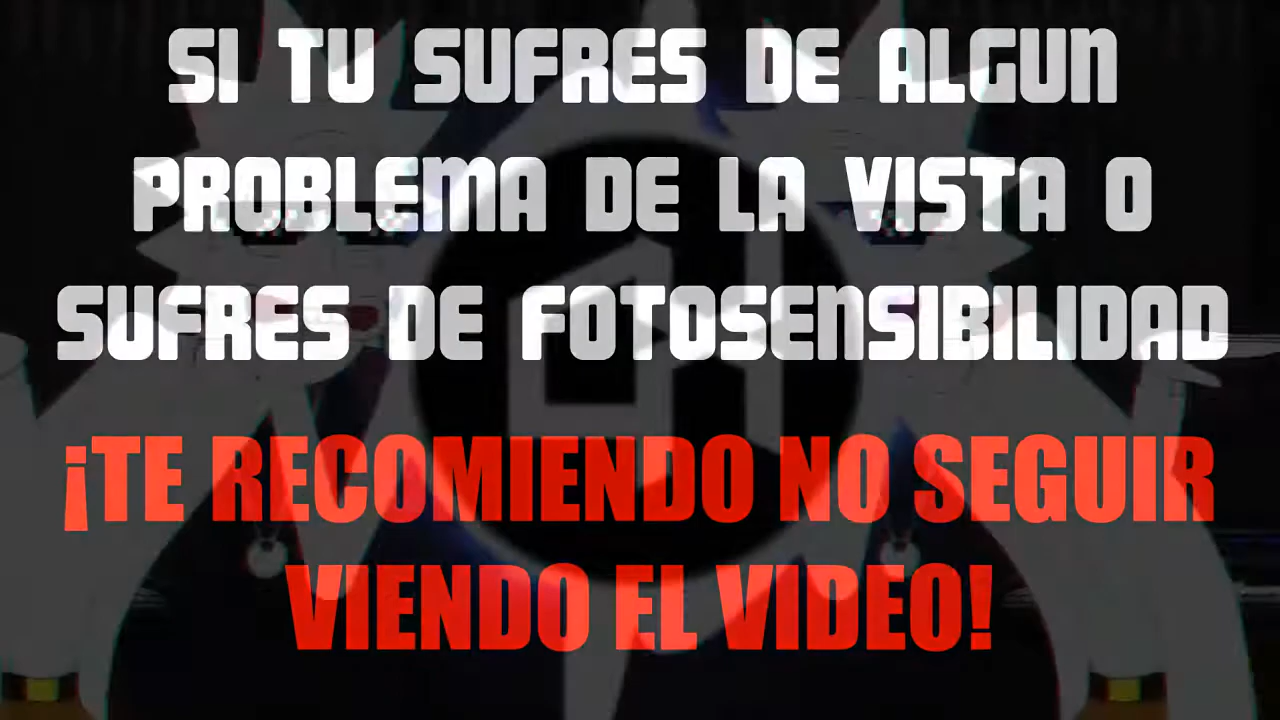 SI TU SUFRES DE ALGUN
PROBLEMA DE LA VISTA O
SUFRES DE FOTOSENSIBILIDAD
¡TE RECOMIENDO NO SEGUIR
VIENDO EL VIDEO!